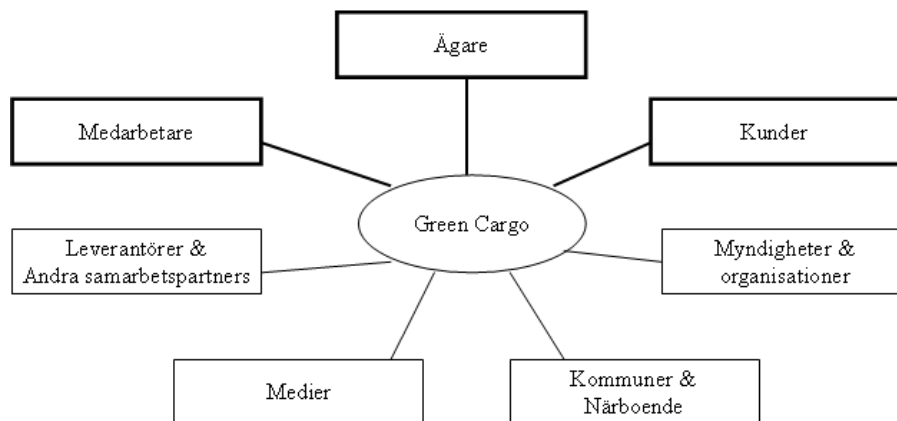 Ägare
Medarbetare
Kunder
Green Cargo
Leverantörer &
Andra samarbetspartners
Myndigheter &
organisationer
Medier
Kommuner &
Närboende